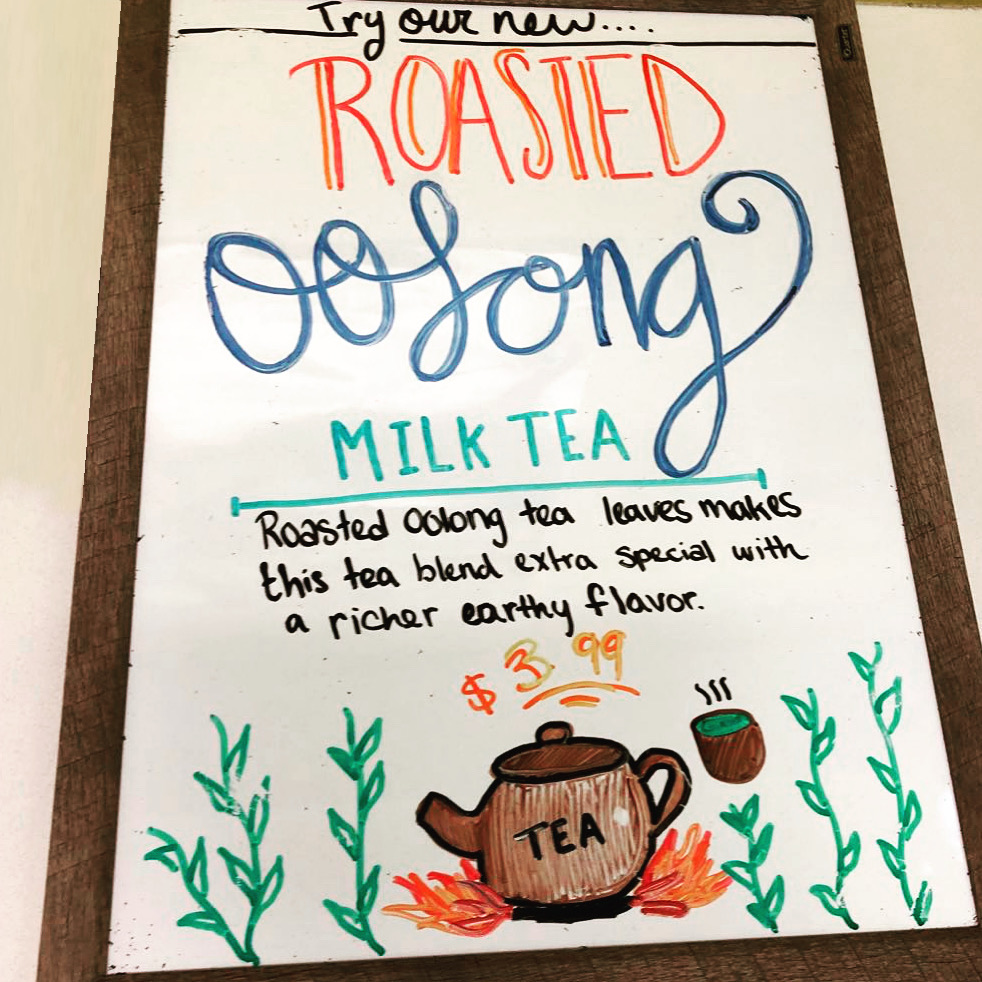 Try our new....
ROASTED
Oolong
MILK TEA
Roasted Oolong tea leaves makes
this tea blend extra special with
a richer earthy flavor.
$3.99
TEA